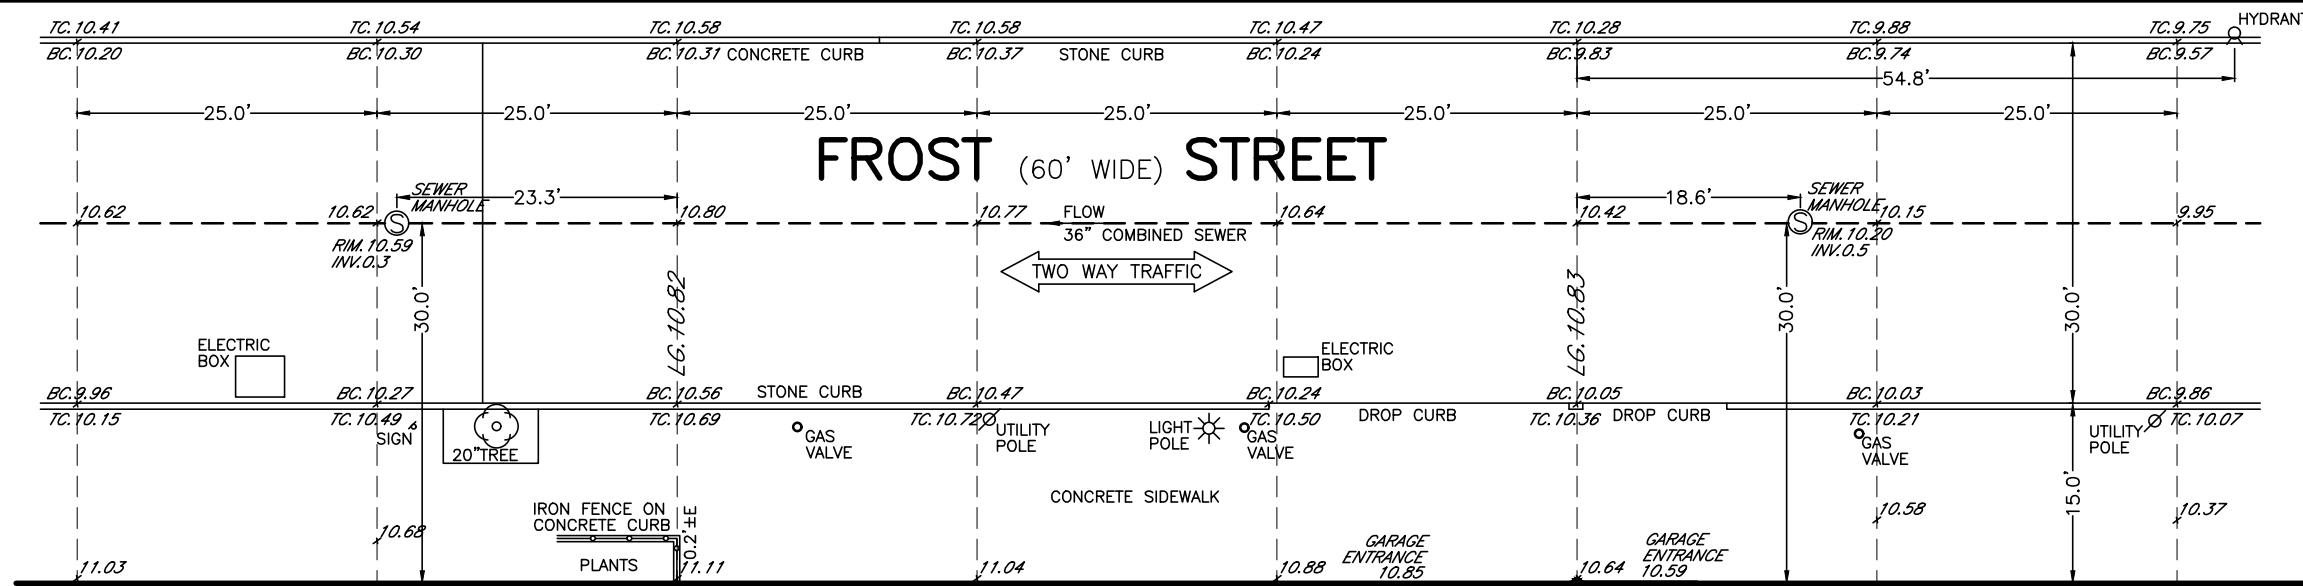 TC.10.41 TC.10.54 TC.10.58 TC.10.58 TC.10.47 TC.10.28 TC.9.88 TC.9.75 HYDRANT
BC.10.20 BC.10.30 BC.10.31 CONCRETE CURB BC.10.37 STONE CURB BC.10.24 BC.9.83 BC.9.74 BC.9.57
54.8'
25.0' 25.0' 25.0' 25.0' 25.0' 25.0' 25.0'
FROST (60' WIDE) STREET
SEWER
MANHOLE
23.3'
18.6'
SEWER
MANHOLE
10.62 10.62 10.80 10.77 FLOW 10.64 10.42 10.15 9.95
36" COMBINED SEWER
RIM.10.59
INV.0.3
S
S
RIM.10.20
INV.0.5
TWO WAY TRAFFIC
30.0'
LG.10.82
LG.10.83
30.0'
30.0'
ELECTRIC
BOX
ELECTRIC
BOX
BC.9.96 BC.10.27 BC.10.56 STONE CURB BC.10.47 BC.10.24 BC.10.05 BC.10.03 BC.9.86
TC.10.15 TC.10.49 TC.10.69 TC.10.72 TC.10.50 DROP CURB TC.10.36 DROP CURB TC.10.21 TC.10.07
SIGN
20"TREE
GAS
VALVE
UTILITY
POLE
LIGHT
POLE
GAS
VALVE
GAS
VALVE
UTILITY
POLE
CONCRETE SIDEWALK
15.0'
IRON FENCE ON
CONCRETE CURB
0.2'±E
PLANTS
10.68
10.58
10.37
GARAGE
ENTRANCE
10.85
GARAGE
ENTRANCE
10.59
11.03 11.11 11.04 10.88 10.64